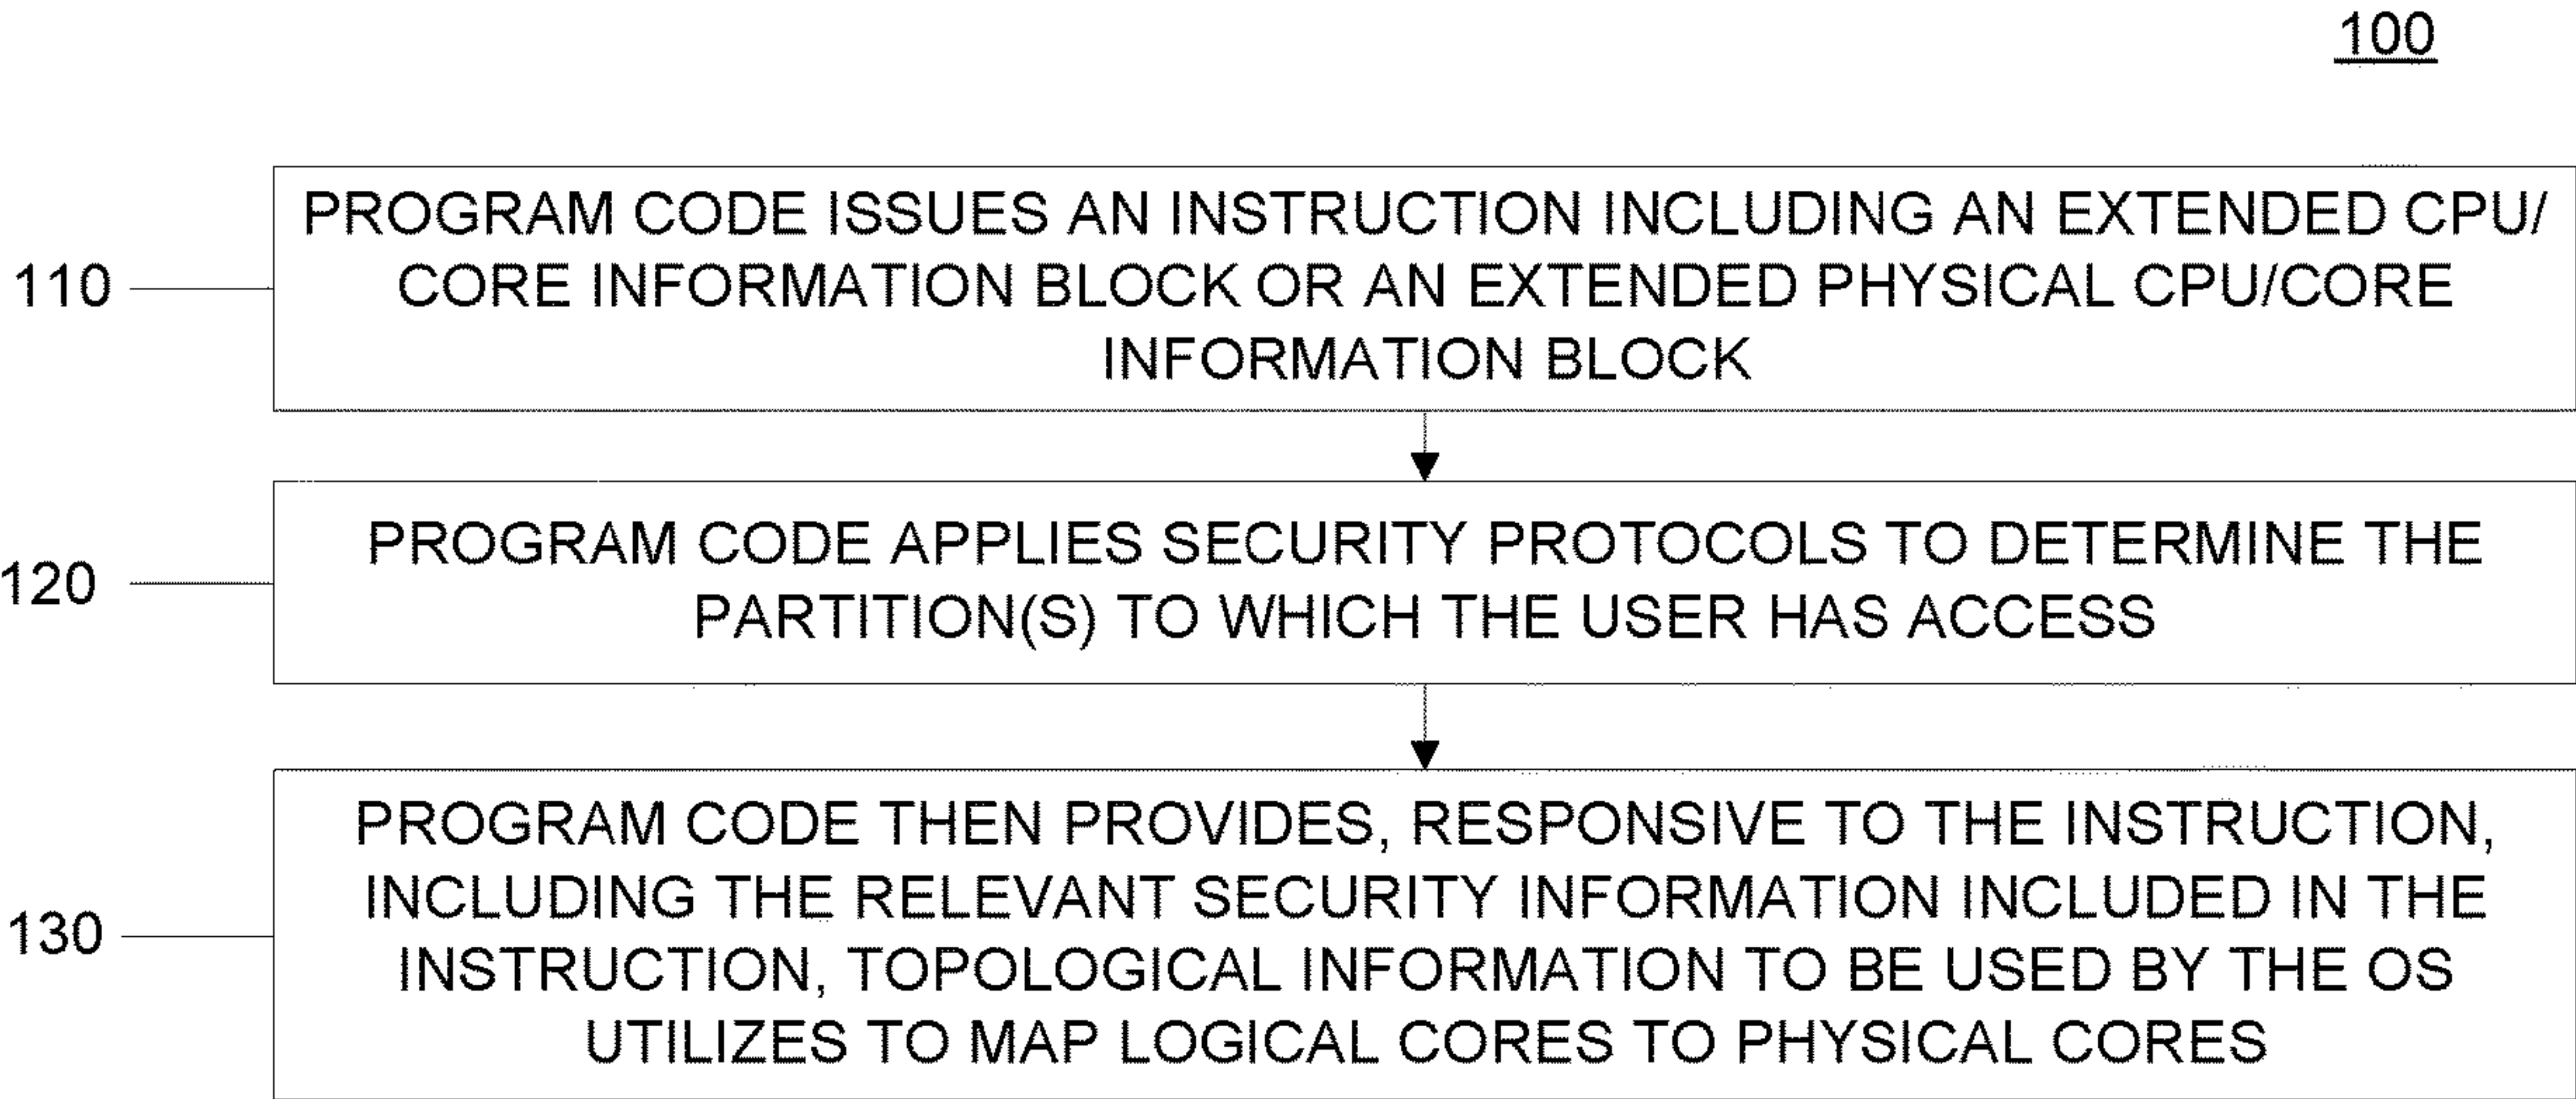 100
110
PROGRAM CODE ISSUES AN INSTRUCTION INCLUDING AN EXTENDED CPU/
CORE INFORMATION BLOCK OR AN EXTENDED PHYSICAL CPU/CORE
INFORMATION BLOCK
120
PROGRAM CODE APPLIES SECURITY PROTOCOLS TO DETERMINE THE
PARTITION(S) TO WHICH THE USER HAS ACCESS
130
PROGRAM CODE THEN PROVIDES, RESPONSIVE TO THE INSTRUCTION,
INCLUDING THE RELEVANT SECURITY INFORMATION INCLUDED IN THE
INSTRUCTION, TOPOLOGICAL INFORMATION TO BE USED BY THE OS
UTILIZES TO MAP LOGICAL CORES TO PHYSICAL CORES